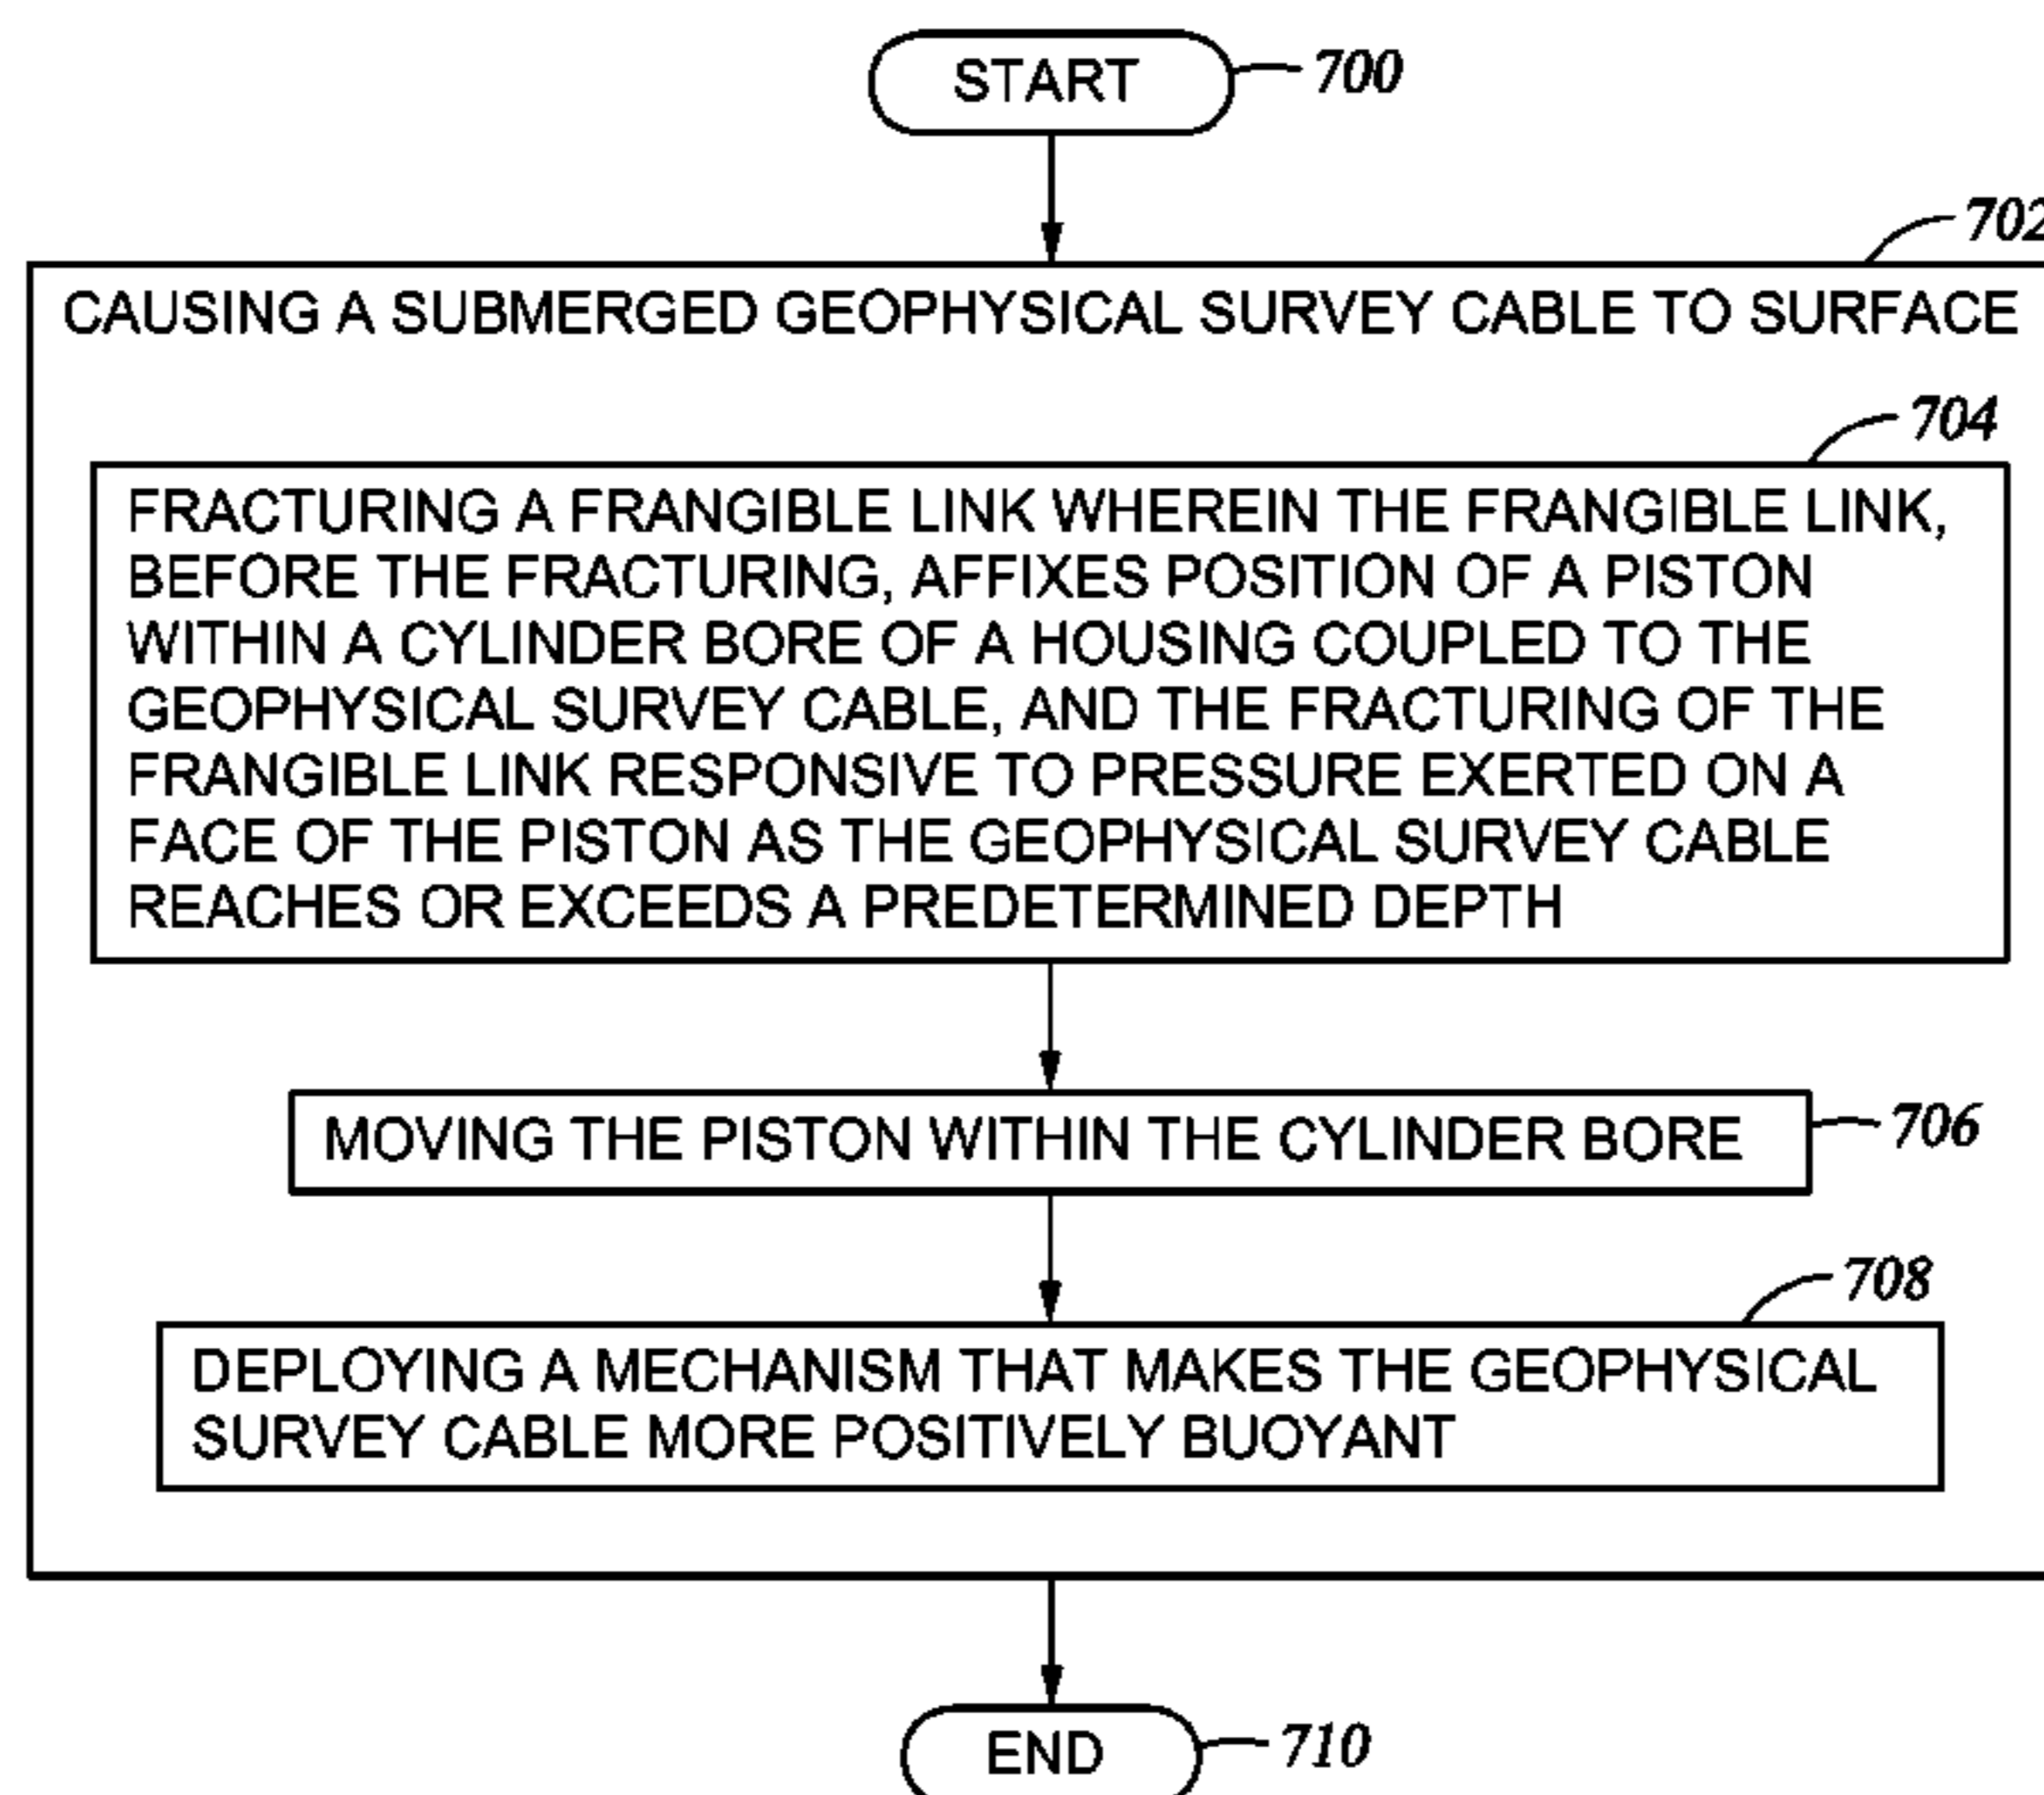 START
700
702
CAUSING A SUBMERGED GEOPHYSICAL SURVEY CABLE TO SURFACE
704
FRACTURING A FRANGIBLE LINK WHEREIN THE FRANGIBLE LINK,
BEFORE THE FRACTURING, AFFIXES POSITION OF A PISTON
WITHIN A CYLINDER BORE OF A HOUSING COUPLED TO THE
GEOPHYSICAL SURVEY CABLE, AND THE FRACTURING OF THE
FRANGIBLE LINK RESPONSIVE TO PRESSURE EXERTED ON A
FACE OF THE PISTON AS THE GEOPHYSICAL SURVEY CABLE
REACHES OR EXCEEDS A PREDETERMINED DEPTH
MOVING THE PISTON WITHIN THE CYLINDER BORE
706
708
DEPLOYING A MECHANISM THAT MAKES THE GEOPHYSICAL
SURVEY CABLE MORE POSITIVELY BUOYANT
END
710